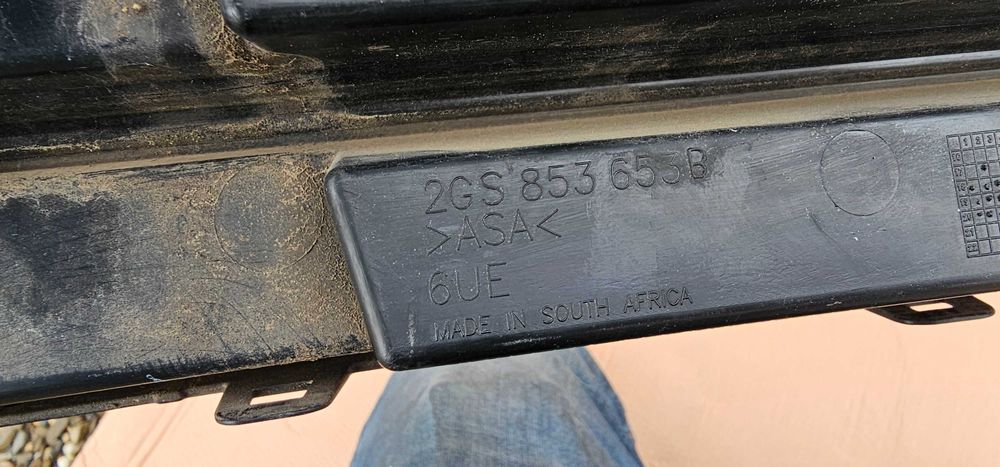 2GS 853 653B
>ASA<
6UE
MADE IN SOUTH AFRICA